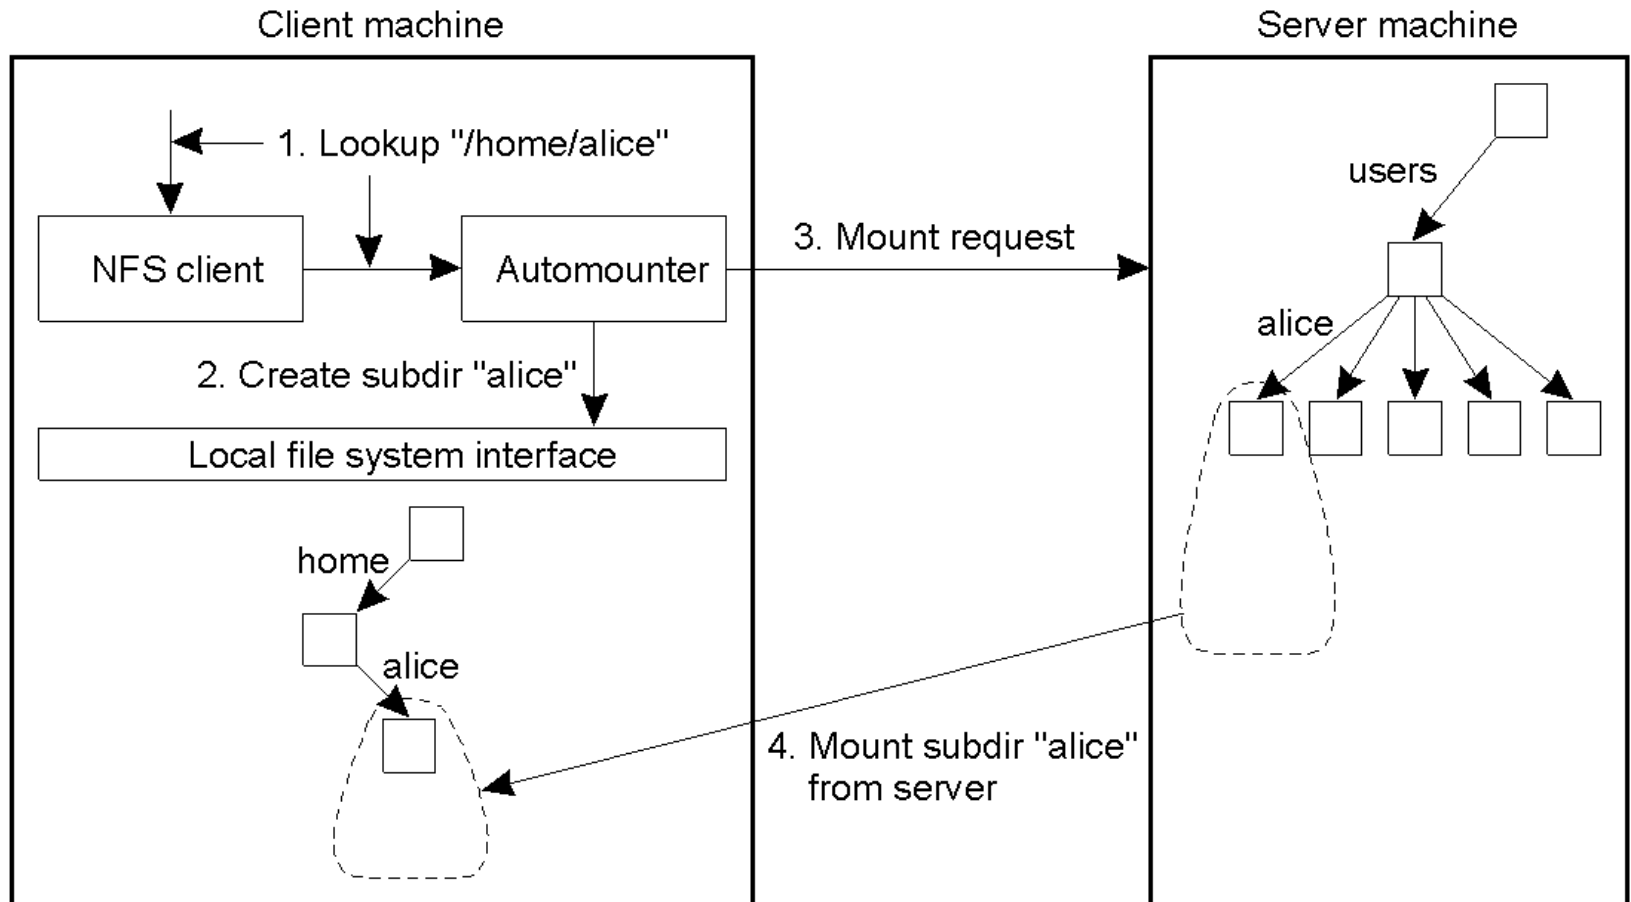 Client machine
Server machine
1. Lookup "/home/alice"
users
NFS client
Automounter
3. Mount request
alice
2. Create subdir "alice"
Local file system interface
home
alice
4. Mount subdir "alice"
from server